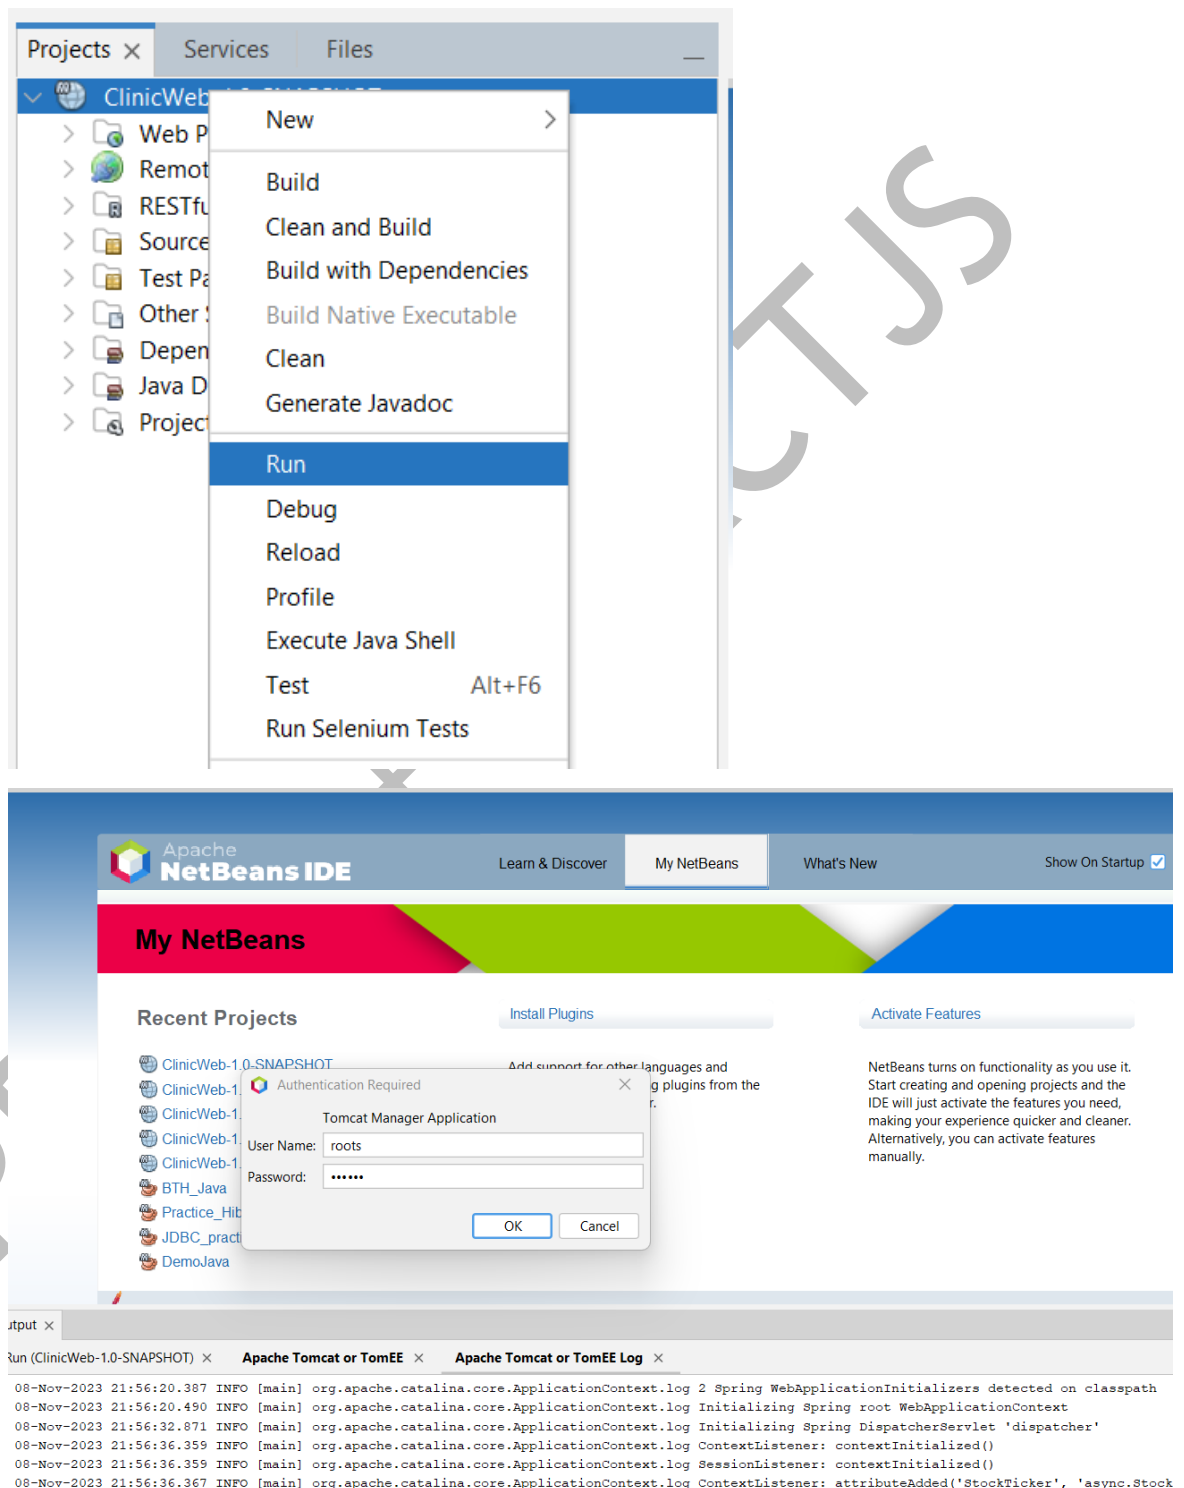 Projects
Services
Files
ClinicWeb
New
Web P
Remot
Build
RESTfu
Clean and Build
Source
Build with Dependencies
Test Pa
Build Native Executable
Other
Depen
Clean
Java D
Generate Javadoc
Project
Run
Debug
Reload
Profile
Execute Java Shell
Test Alt+F6
Run Selenium Tests
CTJS
Apache
NetBeans IDE
Learn & Discover
My NetBeans
What's New
Show On Startup
My NetBeans
Recent Projects
Install Plugins
Activate Features
ClinicWeb-1.0-SNAPSHOT
ClinicWeb-1.
ClinicWeb-1.
ClinicWeb-1.
ClinicWeb-1.
BTH_Java
Practice_Hib
JDBC_practi
DemoJava
Add support for other languages and
g plugins from the
r.
NetBeans turns on functionality as you use it.
Start creating and opening projects and the
IDE will just activate the features you need,
making your experience quicker and cleaner.
Alternatively, you can activate features
manually.
Authentication Required
Tomcat Manager Application
User Name: roots
Password: ••••••
OK
Cancel
utput
Run (ClinicWeb-1.0-SNAPSHOT)
Apache Tomcat or TomEE
Apache Tomcat or TomEE Log
08-Nov-2023 21:56:20.387 INFO [main] org.apache.catalina.core.ApplicationContext.log 2 Spring WebApplicationInitializers detected on classpath
08-Nov-2023 21:56:20.490 INFO [main] org.apache.catalina.core.ApplicationContext.log Initializing Spring root WebApplicationContext
08-Nov-2023 21:56:32.871 INFO [main] org.apache.catalina.core.ApplicationContext.log Initializing Spring DispatcherServlet 'dispatcher'
08-Nov-2023 21:56:36.359 INFO [main] org.apache.catalina.core.ApplicationContext.log ContextListener: contextInitialized()
08-Nov-2023 21:56:36.359 INFO [main] org.apache.catalina.core.ApplicationContext.log SessionListener: contextInitialized()
08-Nov-2023 21:56:36.367 INFO [main] org.apache.catalina.core.ApplicationContext.log ContextListener: attributeAdded('StockTicker', 'async.Stock